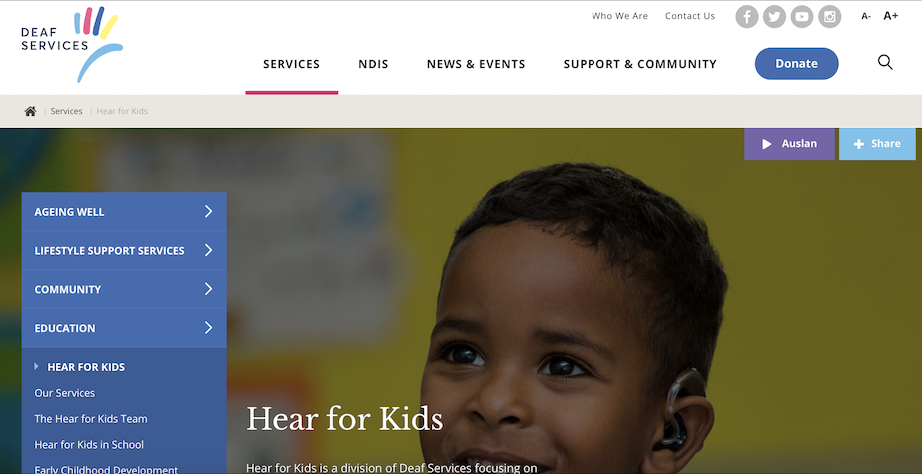 DEAF
SERVICES
Who We Are Contact Us A- A+
SERVICES NDIS NEWS & EVENTS SUPPORT & COMMUNITY Donate
Services Hear for Kids
Auslan Share
AGEING WELL
LIFESTYLE SUPPORT SERVICES
COMMUNITY
EDUCATION
HEAR FOR KIDS
Our Services
The Hear for Kids Team
Hear for Kids in School
Early Childhood Development
Hear for Kids
Hear for Kids is a division of Deaf Services focusing on